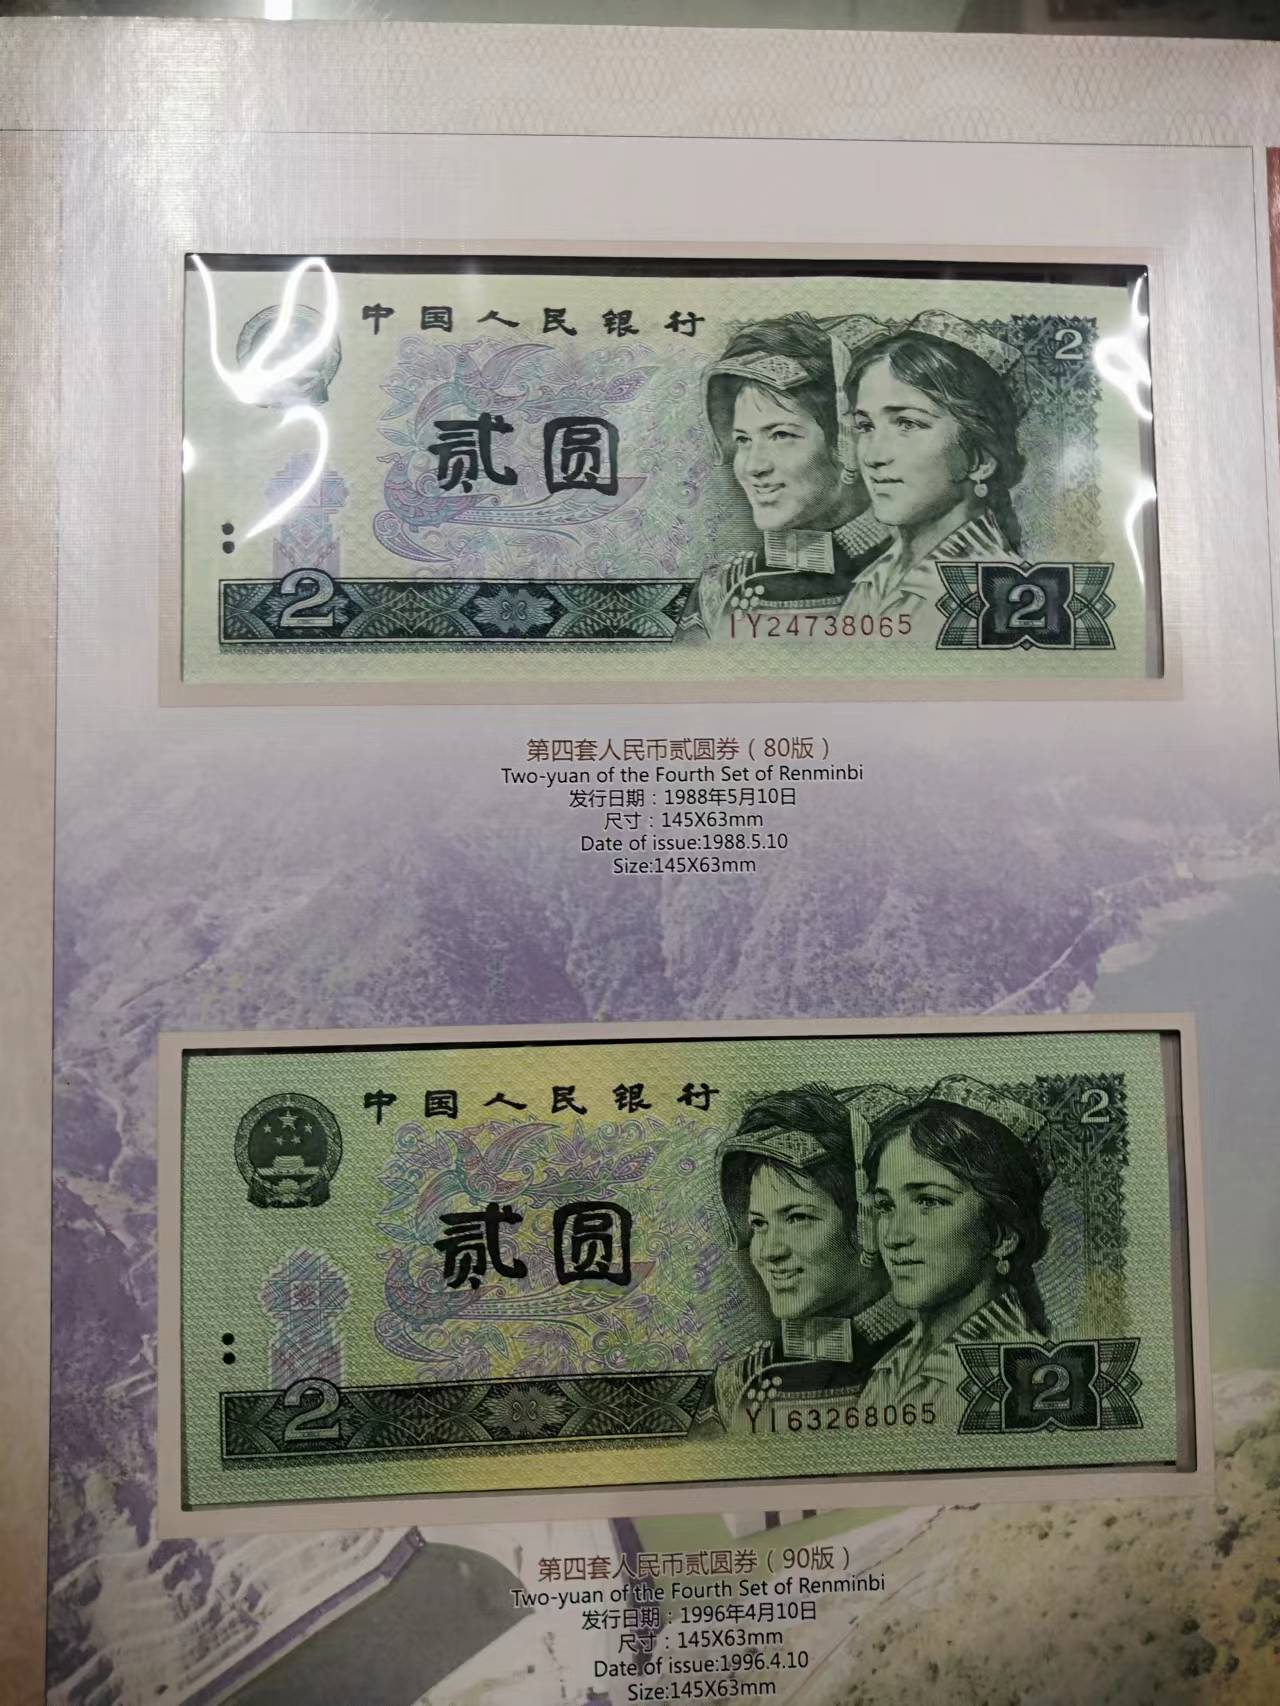 中国人民银行
2
贰圆
2
IY24738065
2
第四套人民币贰圆券（80版）
Two-yuan of the Fourth Set of Renminbi
发行日期：1988年5月10日
尺寸：145X63mm
Date of issue:1988.5.10
Size:145X63mm
中国人民银行
2
贰圆
2
YI63268065
2
第四套人民币贰圆券（90版）
Two-yuan of the Fourth Set of Renminbi
发行日期：1996年4月10日
尺寸：145X63mm
Date of issue:1996.4.10
Size:145X63mm